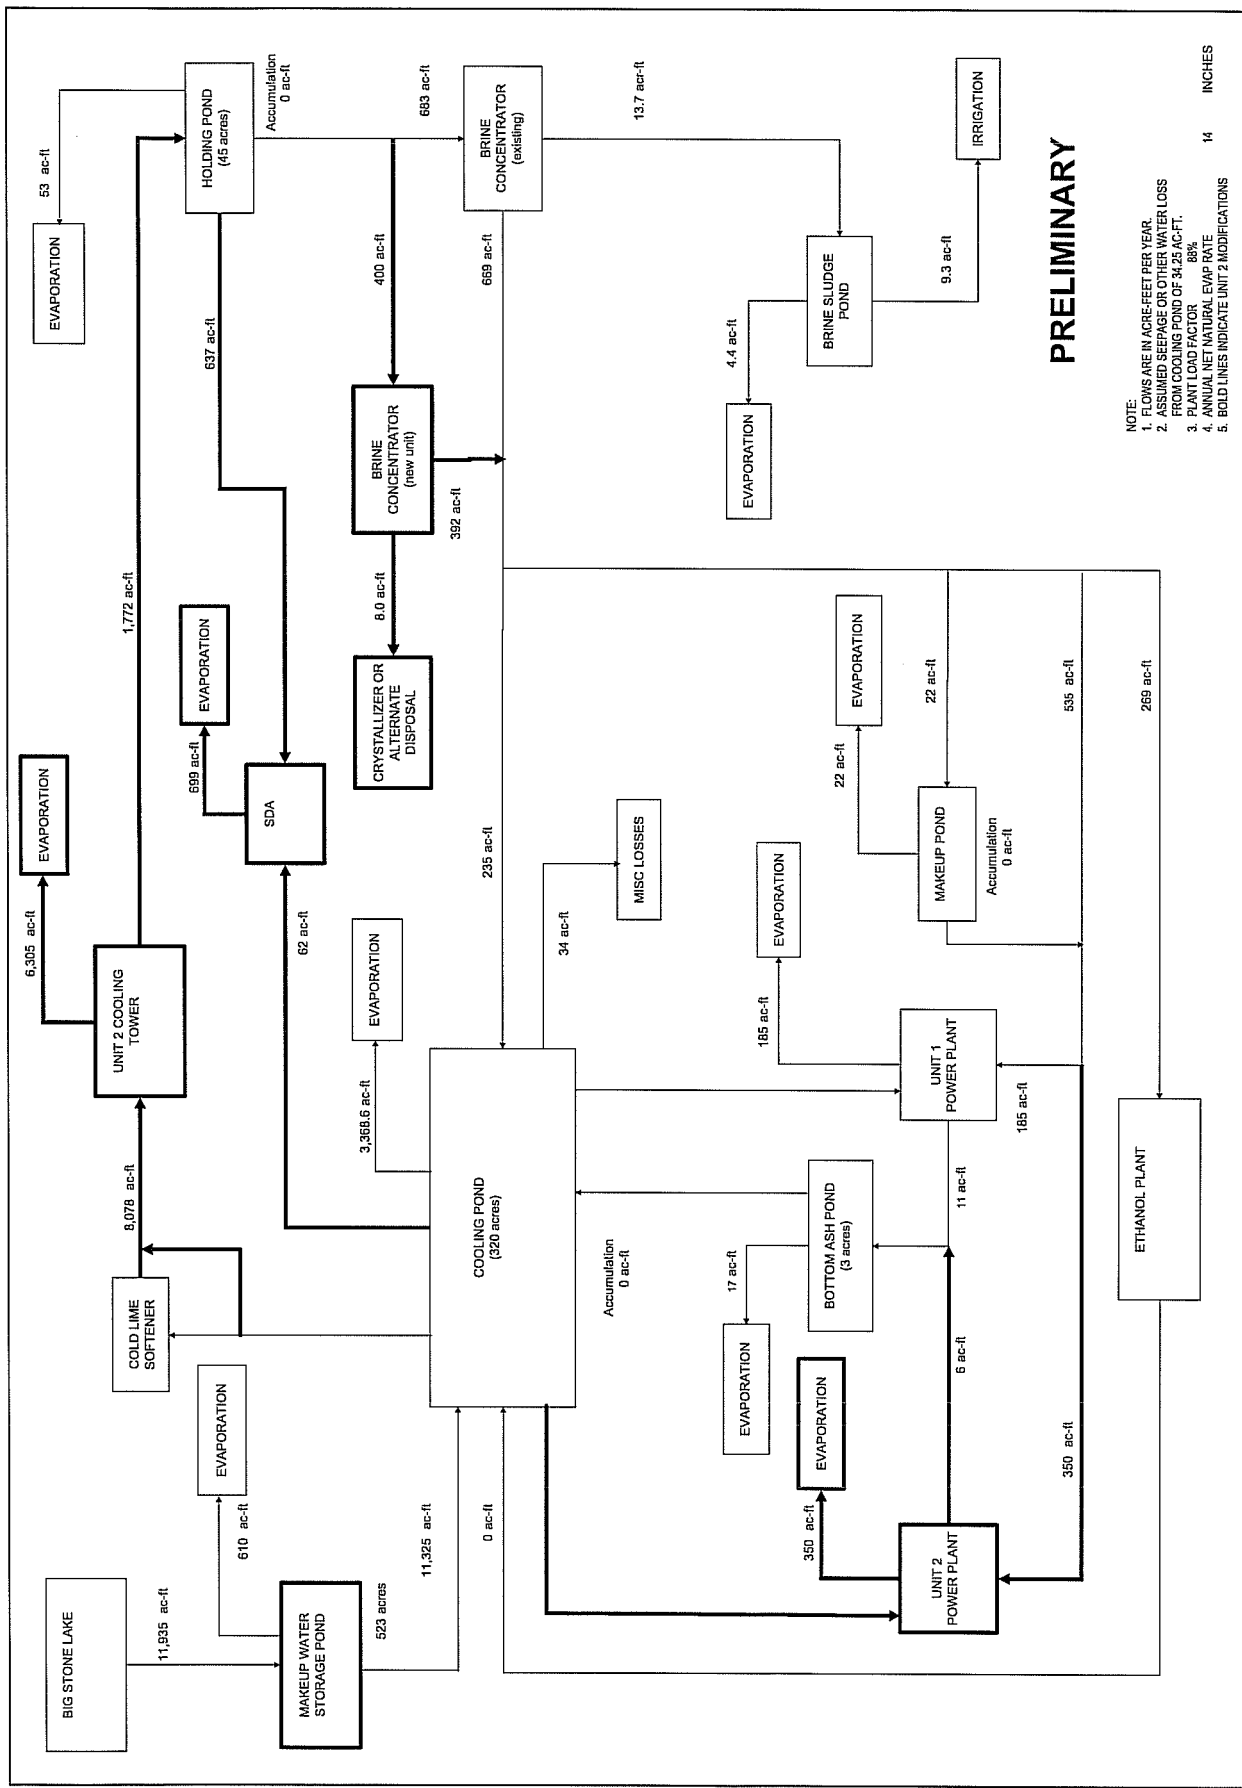 BIG STONE LAKE
11,935 ac-ft
MAKEUP WATER
STORAGE POND
523 acres
610 ac-ft
EVAPORATION
11,325 ac-ft
0 ac-ft
COLD LIME
SOFTENER
8,078 ac-ft
UNIT 2 COOLING
TOWER
6,305 ac-ft
EVAPORATION
1,772 ac-ft
EVAPORATION
53 ac-ft
HOLDING POND
(45 acres)
Accumulation
0 ac-ft
637 ac-ft
699 ac-ft
EVAPORATION
SDA
62 ac-ft
683 ac-ft
400 ac-ft
BRINE
CONCENTRATOR
(existing)
669 ac-ft
13.7 acr-ft
BRINE
CONCENTRATOR
(new unit)
392 ac-ft
8.0 ac-ft
CRYSTALLIZER OR
ALTERNATE
DISPOSAL
COOLING POND
(320 acres)
Accumulation
0 ac-ft
3,368.6 ac-ft
EVAPORATION
235 ac-ft
34 ac-ft
MISC LOSSES
EVAPORATION
4.4 ac-ft
BRINE SLUDGE
POND
9.3 ac-ft
IRRIGATION
EVAPORATION
17 ac-ft
BOTTOM ASH POND
(3 acres)
11 ac-ft
6 ac-ft
UNIT 1
POWER PLANT
185 ac-ft
EVAPORATION
185 ac-ft
MAKEUP POND
Accumulation
0 ac-ft
22 ac-ft
EVAPORATION
22 ac-ft
535 ac-ft
269 ac-ft
UNIT 2
POWER PLANT
350 ac-ft
EVAPORATION
350 ac-ft
ETHANOL PLANT
PRELIMINARY
NOTE:
1. FLOWS ARE IN ACRE-FEET PER YEAR.
2. ASSUMED SEEPAGE OR OTHER WATER LOSS
FROM COOLING POND OF 34.25 AC-FT.
3. PLANT LOAD FACTOR 88%
4. ANNUAL NET NATURAL EVAP RATE 14 INCHES
5. BOLD LINES INDICATE UNIT 2 MODIFICATIONS